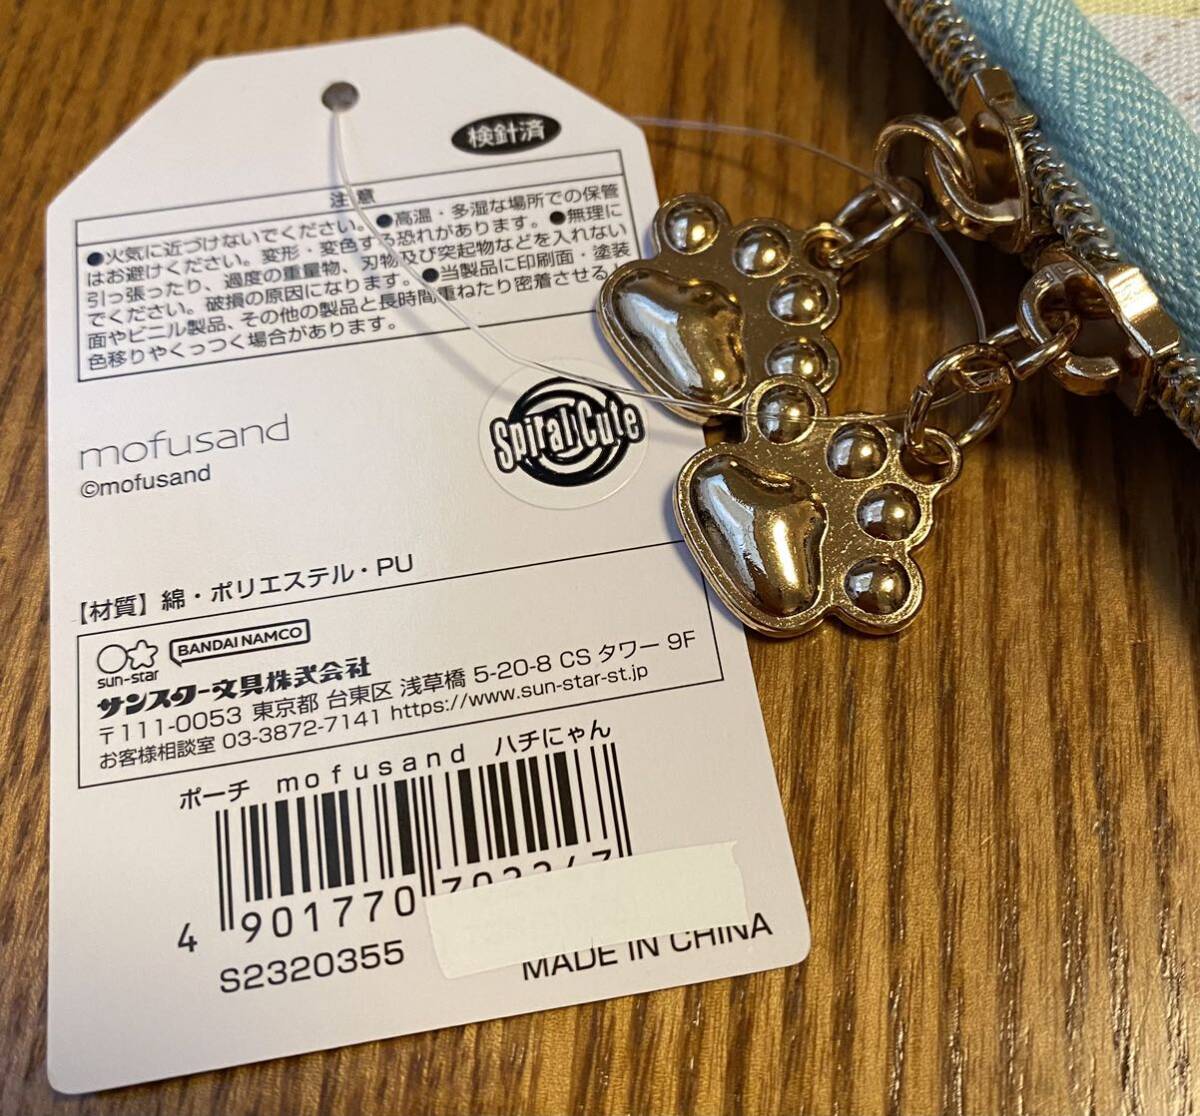 検針済
注意
●火気に近づけないでください。●高温・多湿な場所での保管
はお避けください。変形・変色する恐れがあります。●無理に
引っ張ったり、過度の重量物、刃物及び突起物などを入れない
でください。破損の原因になります。●当製品に印刷面・塗装
面やビニル製品、その他の製品と長時間重ねたり密着させると
色移りやくっつく場合があります。
mofusand
©mofusand
Spiral Cute
【材質】綿・ポリエステル・PU
sun-star
BANDAI NAMCO
サンスター文具株式会社
〒111-0053 東京都 台東区 浅草橋 5-20-8 CS タワー 9F
お客様相談室 03-3872-7141 https://www.sun-star-st.jp
ポーチ mofusand ハチにゃん
4 901770
S2320355
MADE IN CHINA